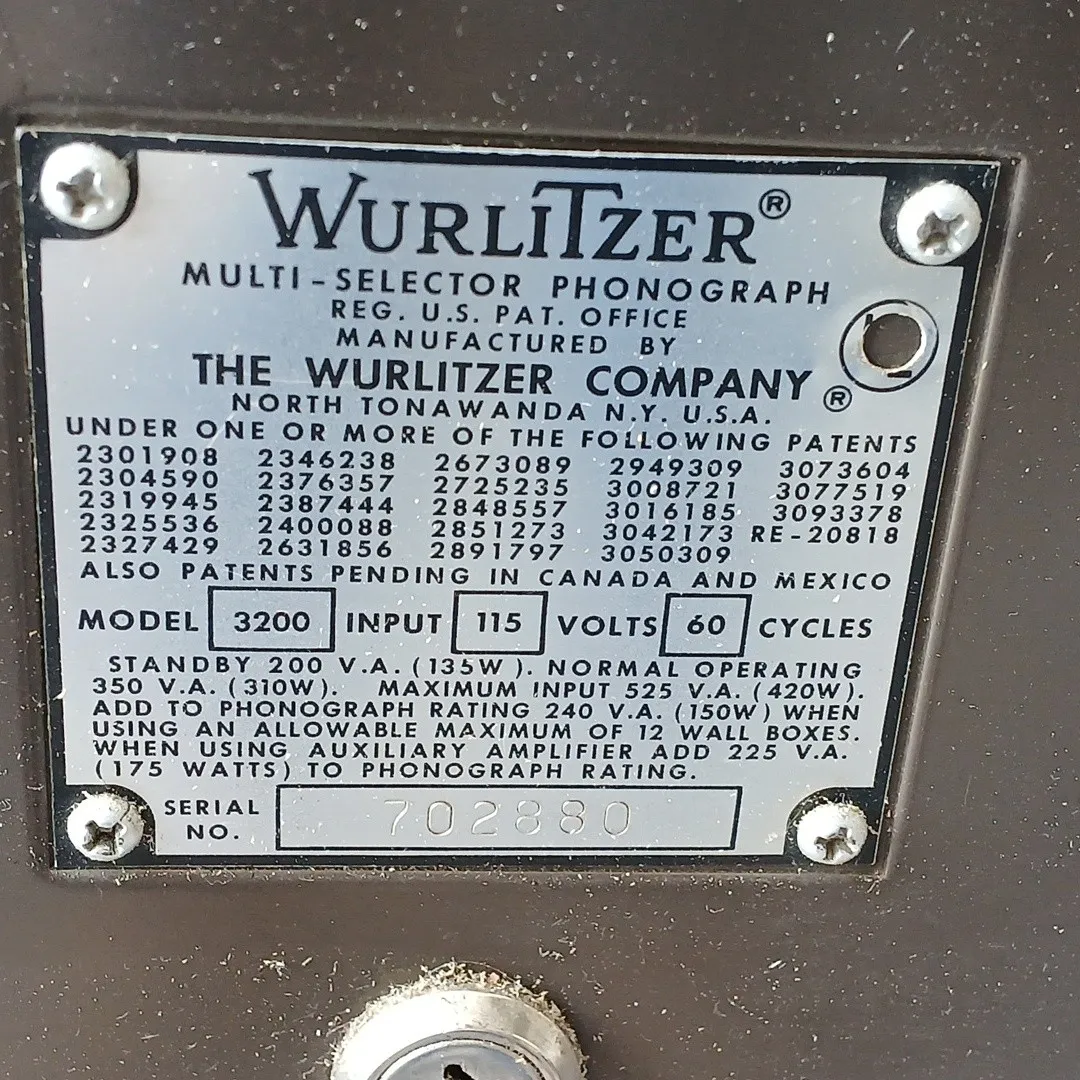 WURLITZER®
MULTI-SELECTOR PHONOGRAPH
REG. U.S. PAT. OFFICE
MANUFACTURED BY
THE WURLITZER COMPANY ®
NORTH TONAWANDA N.Y. U.S.A.
UNDER ONE OR MORE OF THE FOLLOWING PATENTS
2301908 2346238 2673089 2949309 3073604
2304590 2376357 2725235 3008721 3077519
2319945 2387444 2848557 3016185 3093378
2325536 2400088 2851273 3042173 RE-20818
2327429 2631856 2891797 3050309
ALSO PATENTS PENDING IN CANADA AND MEXICO
MODEL 3200 INPUT 115 VOLTS 60 CYCLES
STANDBY 200 V.A. (135W). NORMAL OPERATING
350 V.A. (310W). MAXIMUM INPUT 525 V.A. (420W).
ADD TO PHONOGRAPH RATING 240 V.A. (150W) WHEN
USING AN ALLOWABLE MAXIMUM OF 12 WALL BOXES.
WHEN USING AUXILIARY AMPLIFIER ADD 225 V.A.
(175 WATTS) TO PHONOGRAPH RATING.
SERIAL NO. 702880